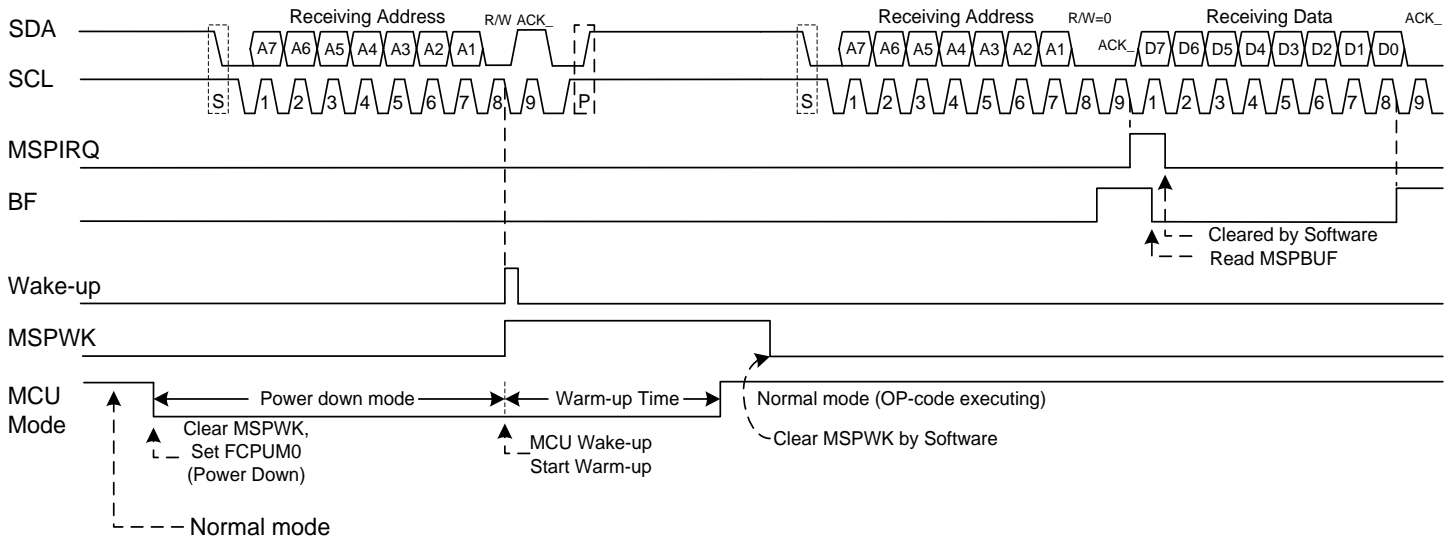 Receiving Address R/W ACK_ Receiving Address R/W=0 Receiving Data ACK_
SDA A7 A6 A5 A4 A3 A2 A1 A7 A6 A5 A4 A3 A2 A1 ACK_ D7 D6 D5 D4 D3 D2 D1 D0
SCL S 1 2 3 4 5 6 7 8 9 P S 1 2 3 4 5 6 7 8 9 1 2 3 4 5 6 7 8 9
MSPIRQ
BF
Cleared by Software
Read MSPBUF
Wake-up
MSPWK
MCU Mode
Power down mode
Warm-up Time
Normal mode (OP-code executing)
Clear MSPWK,
Set FCPUM0
(Power Down)
MCU Wake-up
Start Warm-up
Clear MSPWK by Software
Normal mode